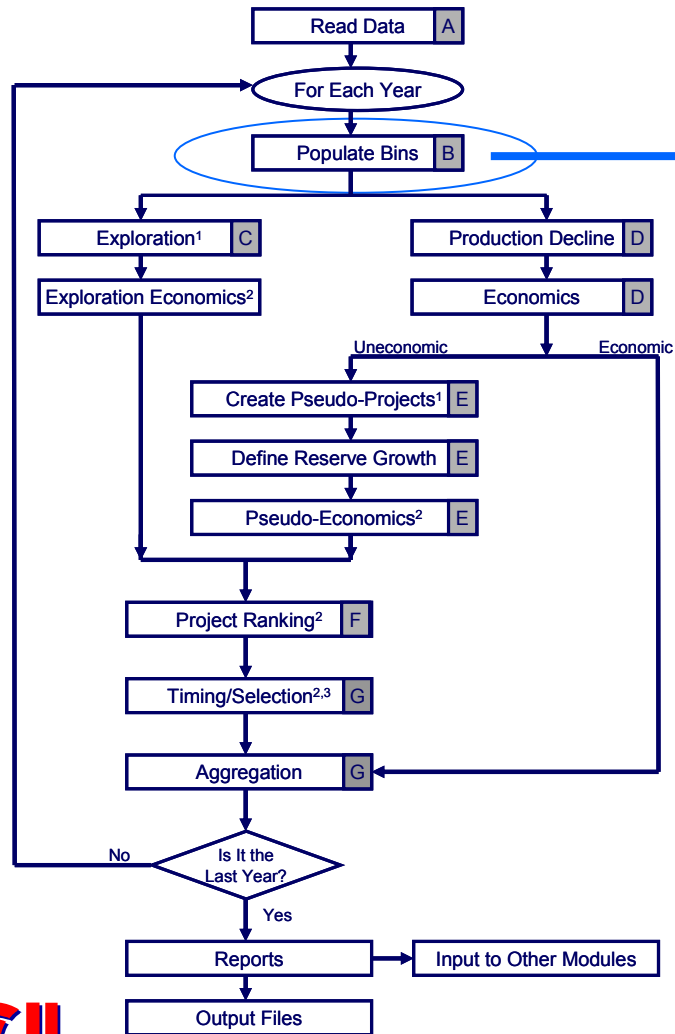 Read Data A
For Each Year
Populate Bins B
Exploration¹ C
Production Decline D
Exploration Economics²
Economics D
Uneconomic
Economic
Create Pseudo-Projects¹ E
Define Reserve Growth E
Pseudo-Economics² E
Project Ranking² F
Timing/Selection²,³ G
Aggregation G
No
Is It the
Last Year?
Yes
Reports
Input to Other Modules
Output Files